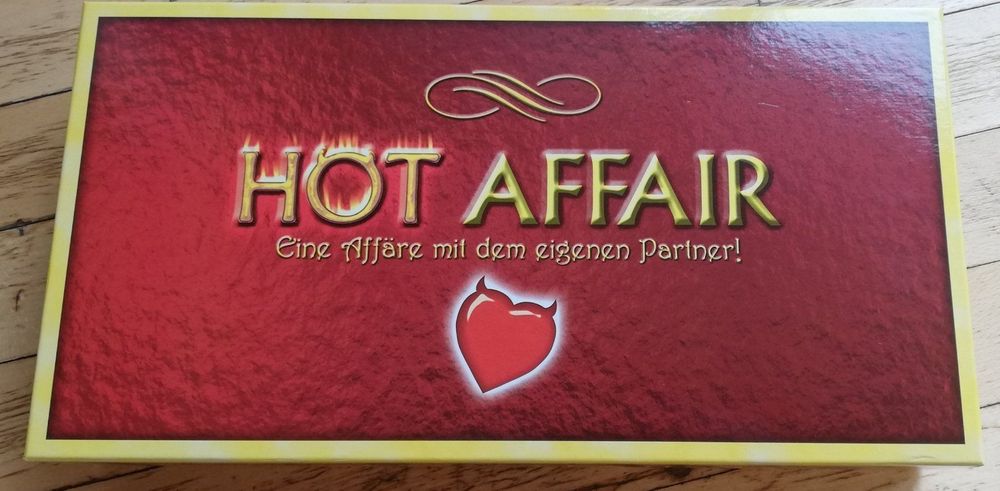 HOT AFFAIR
Eine Affäre mit dem eigenen Partner!